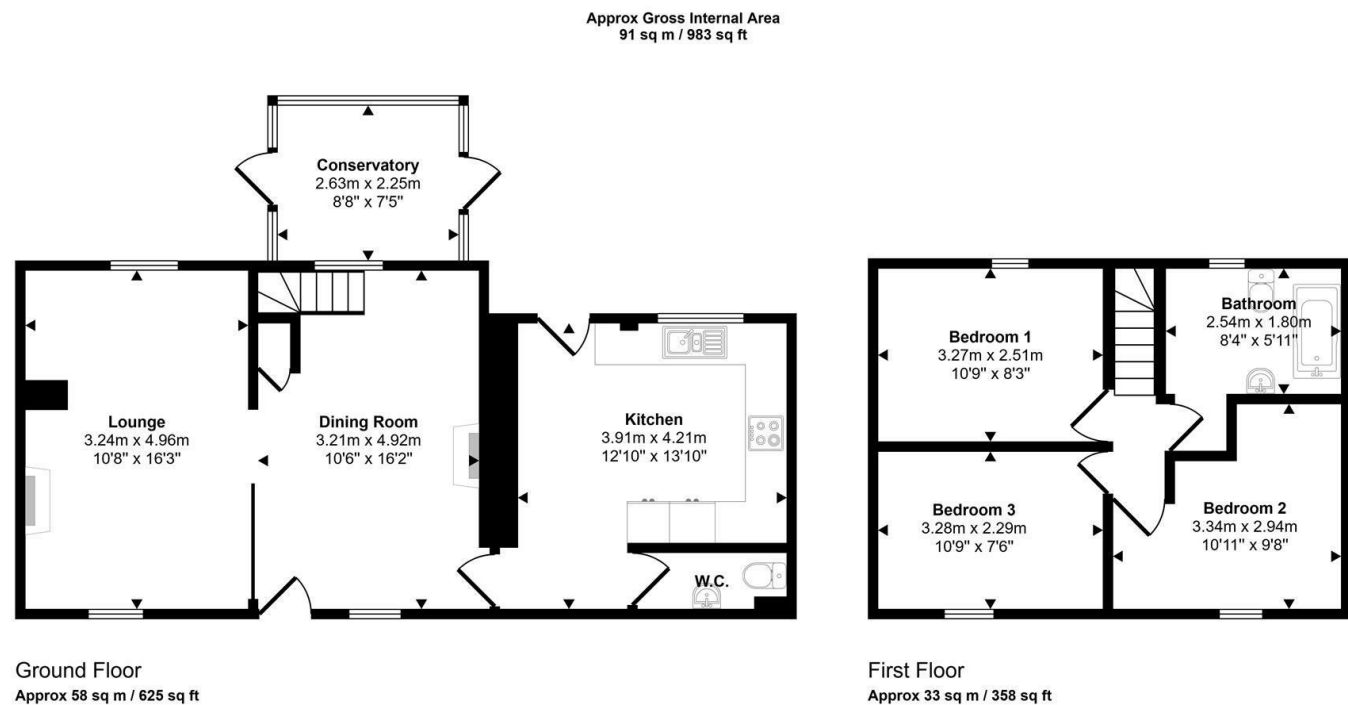 Approx Gross Internal Area
91 sq m / 983 sq ft
Conservatory
2.63m x 2.25m
8'8" x 7'5"
Lounge
3.24m x 4.96m
10'8" x 16'3"
Dining Room
3.21m x 4.92m
10'6" x 16'2"
Kitchen
3.91m x 4.21m
12'10" x 13'10"
W.C.
Ground Floor
Approx 58 sq m / 625 sq ft
Bedroom 1
3.27m x 2.51m
10'9" x 8'3"
Bathroom
2.54m x 1.80m
8'4" x 5'11"
Bedroom 3
3.28m x 2.29m
10'9" x 7'6"
Bedroom 2
3.34m x 2.94m
10'11" x 9'8"
First Floor
Approx 33 sq m / 358 sq ft